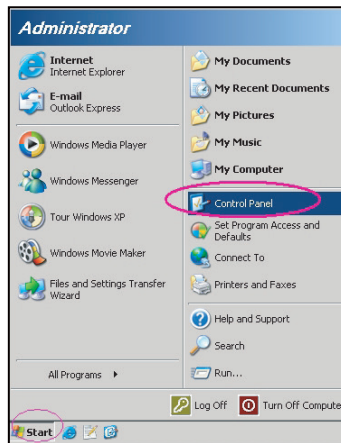 Administrator
Internet
Internet Explorer
E-mail
Outlook Express
Windows Media Player
Windows Messenger
Tour Windows XP
Windows Movie Maker
Files and Settings Transfer
Wizard
All Programs
My Documents
My Recent Documents
My Pictures
My Music
My Computer
Control Panel
Set Program Access and
Defaults
Connect To
Printers and Faxes
Help and Support
Search
Run...
Log Off
Turn Off Compute
Start